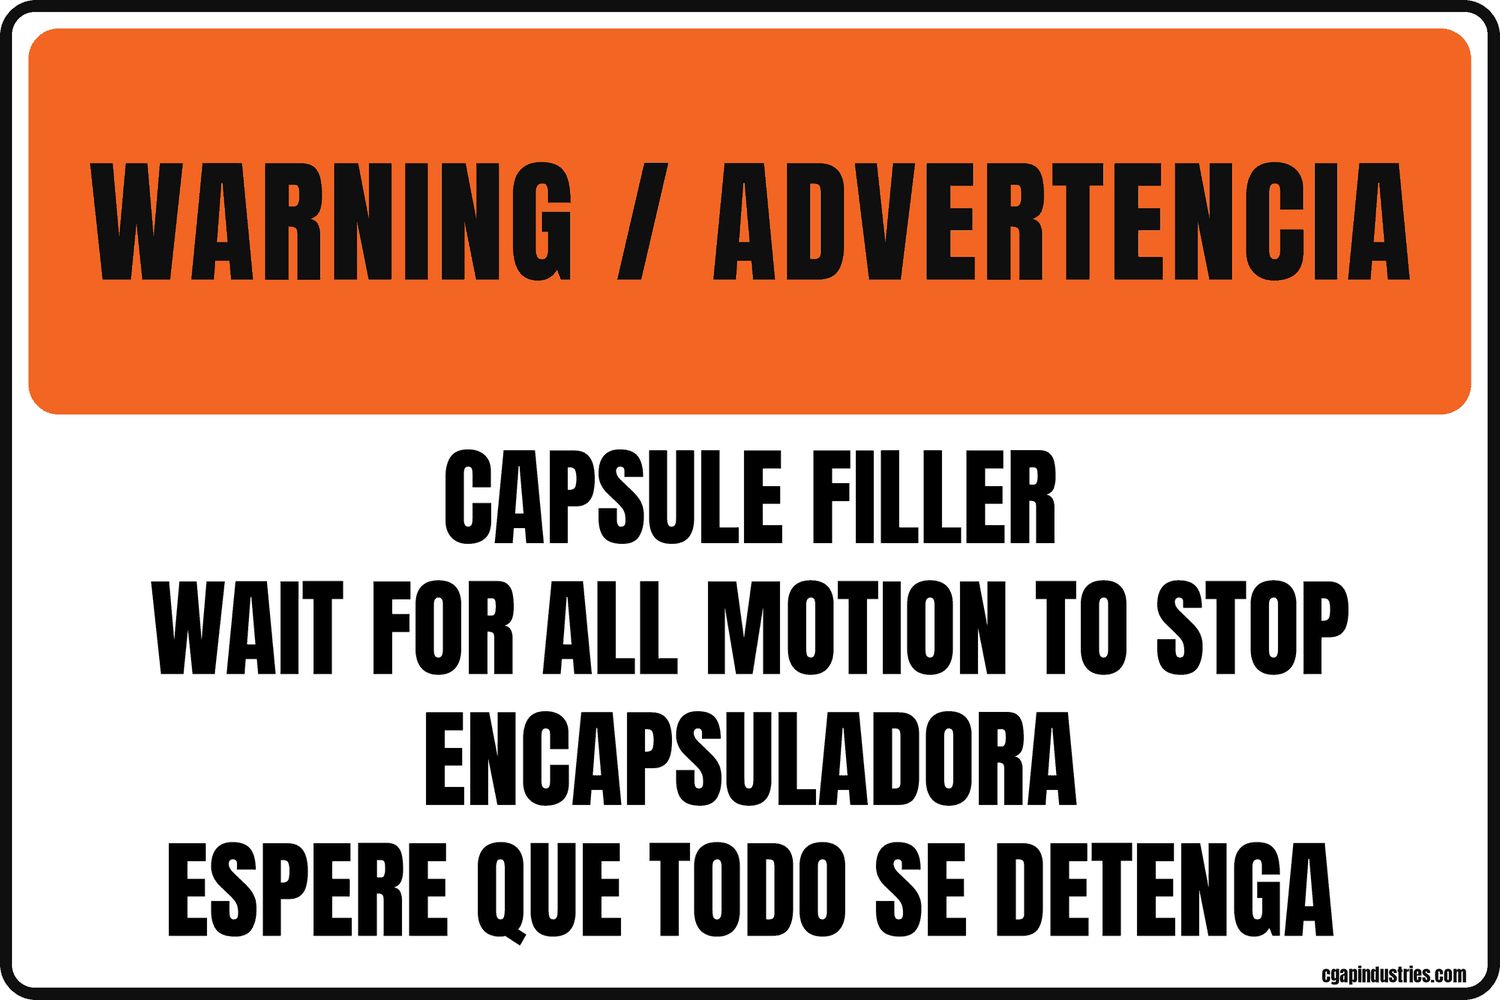 WARNING / ADVERTENCIA
CAPSULE FILLER
WAIT FOR ALL MOTION TO STOP
ENCAPSULADORA
ESPERE QUE TODO SE DETENGA
cgapindustries.com